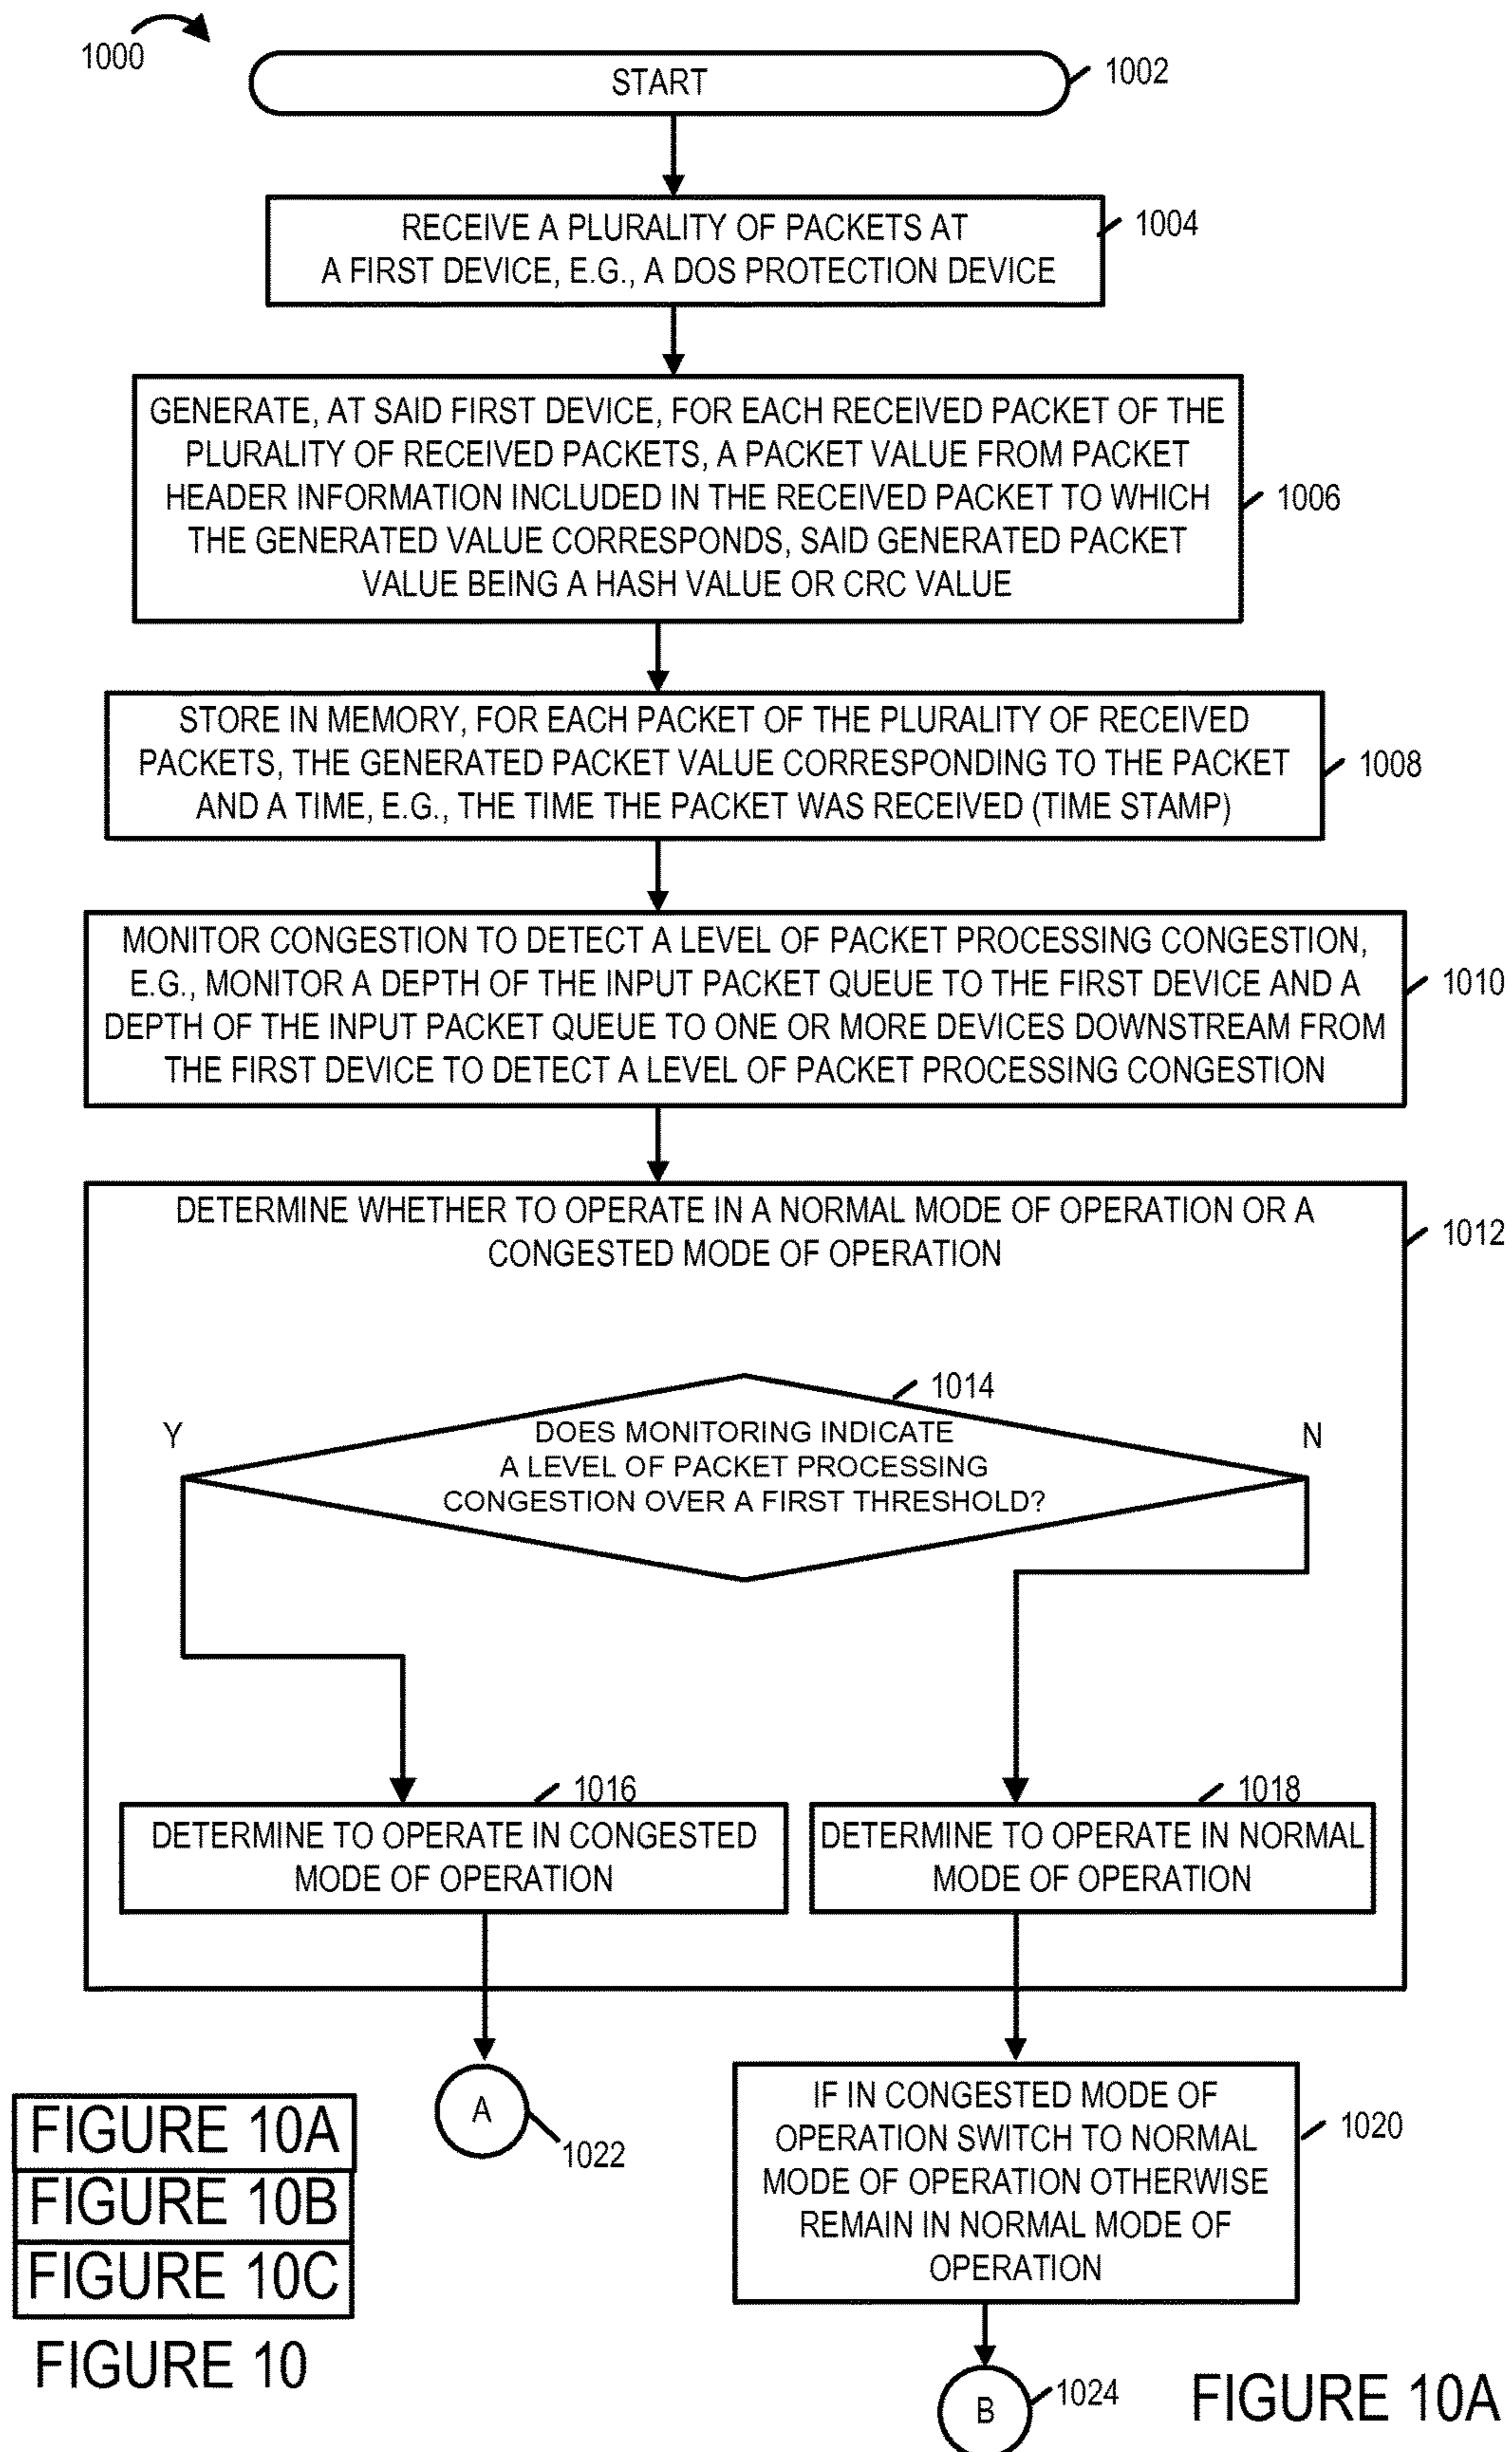 1000
START
1002
RECEIVE A PLURALITY OF PACKETS AT
A FIRST DEVICE, E.G., A DOS PROTECTION DEVICE
1004
GENERATE, AT SAID FIRST DEVICE, FOR EACH RECEIVED PACKET OF THE
PLURALITY OF RECEIVED PACKETS, A PACKET VALUE FROM PACKET
HEADER INFORMATION INCLUDED IN THE RECEIVED PACKET TO WHICH
THE GENERATED VALUE CORRESPONDS, SAID GENERATED PACKET
VALUE BEING A HASH VALUE OR CRC VALUE
1006
STORE IN MEMORY, FOR EACH PACKET OF THE PLURALITY OF RECEIVED
PACKETS, THE GENERATED PACKET VALUE CORRESPONDING TO THE PACKET
AND A TIME, E.G., THE TIME THE PACKET WAS RECEIVED (TIME STAMP)
1008
MONITOR CONGESTION TO DETECT A LEVEL OF PACKET PROCESSING CONGESTION,
E.G., MONITOR A DEPTH OF THE INPUT PACKET QUEUE TO THE FIRST DEVICE AND A
DEPTH OF THE INPUT PACKET QUEUE TO ONE OR MORE DEVICES DOWNSTREAM FROM
THE FIRST DEVICE TO DETECT A LEVEL OF PACKET PROCESSING CONGESTION
1010
DETERMINE WHETHER TO OPERATE IN A NORMAL MODE OF OPERATION OR A
CONGESTED MODE OF OPERATION
1012
1014
Y
DOES MONITORING INDICATE
A LEVEL OF PACKET PROCESSING
CONGESTION OVER A FIRST THRESHOLD?
N
1016
DETERMINE TO OPERATE IN CONGESTED
MODE OF OPERATION
1018
DETERMINE TO OPERATE IN NORMAL
MODE OF OPERATION
A
1022
IF IN CONGESTED MODE OF
OPERATION SWITCH TO NORMAL
MODE OF OPERATION OTHERWISE
REMAIN IN NORMAL MODE OF
OPERATION
1020
B
1024
FIGURE 10A
FIGURE 10B
FIGURE 10C
FIGURE 10
FIGURE 10A